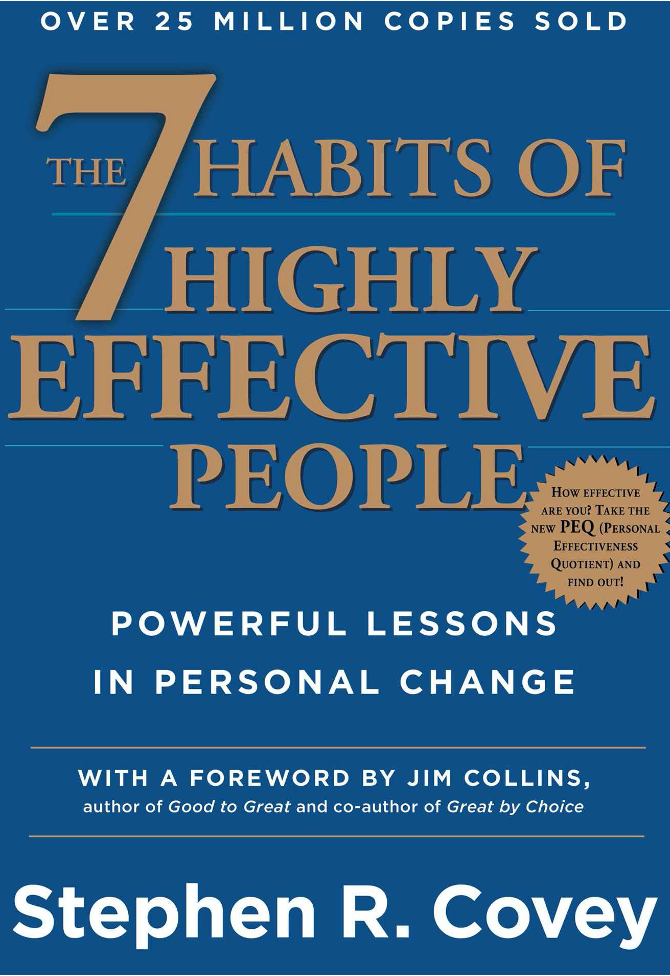 OVER 25 MILLION COPIES SOLD
THE 7 HABITS OF
HIGHLY
EFFECTIVE
PEOPLE
HOW EFFECTIVE
ARE YOU? TAKE THE
NEW PEQ (PERSONAL
EFFECTIVENESS
QUOTIENT) AND
FIND OUT!
POWERFUL LESSONS
IN PERSONAL CHANGE
WITH A FOREWORD BY JIM COLLINS,
author of Good to Great and co-author of Great by Choice
Stephen R. Covey